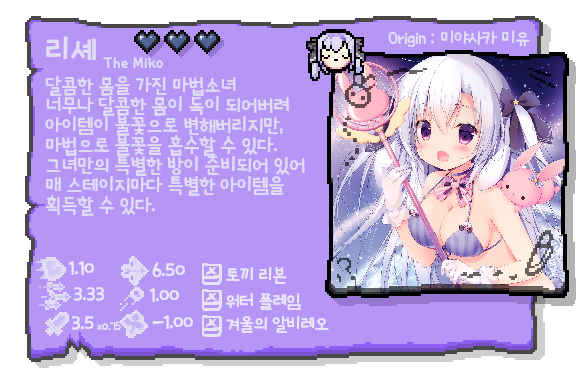 리셰 The Miko
Origin : 미야사카 미유
달콤한 몸을 가진 마법소녀
너무나 달콤한 몸이 독이 되어버려
아이템이 불꽃으로 변해버리지만,
마법으로 불꽃을 흡수할 수 있다.
그녀만의 특별한 방이 준비되어 있어
매 스테이지마다 특별한 아이템을
획득할 수 있다.
1.10 6.50 토끼 리본
3.33 1.00 워터 플레임
3.5 x0.75 -1.00 겨울의 알비레오